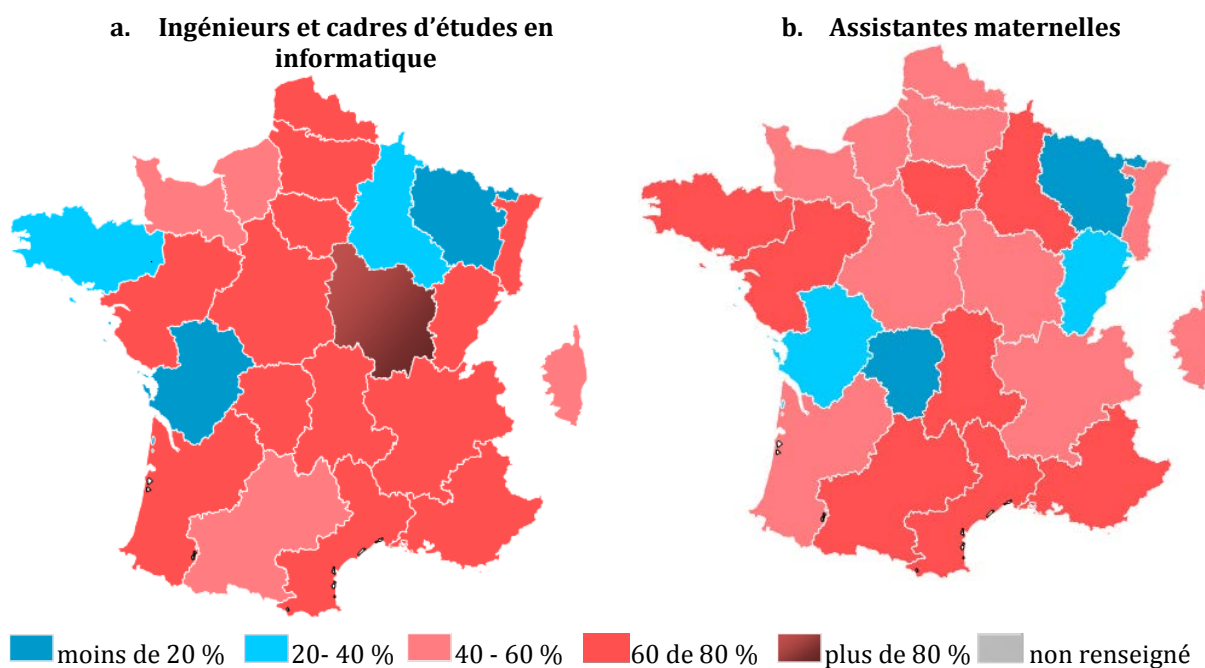 a. Ingénieurs et cadres d’études en
informatique
b. Assistantes maternelles
moins de 20 % 20- 40 % 40 - 60 % 60 de 80 % plus de 80 % non renseigné